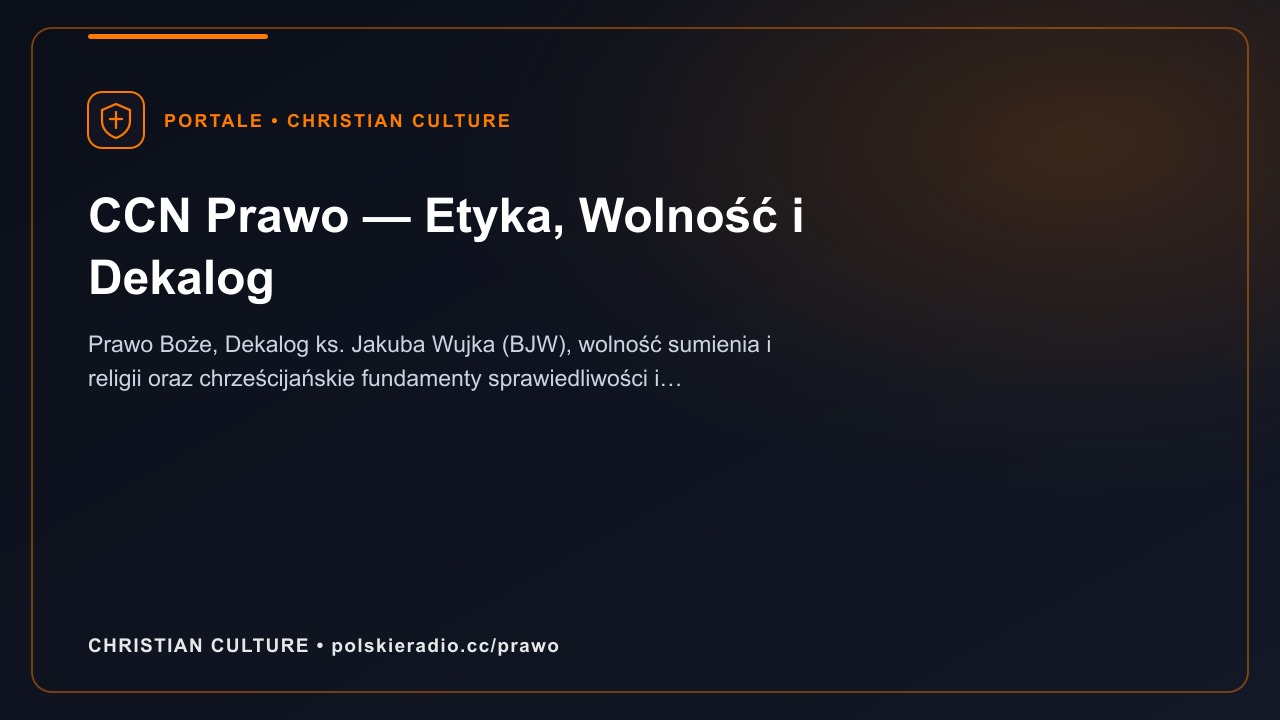 PORTALE • CHRISTIAN CULTURE
CCN Prawo — Etyka, Wolność i
Dekalog
Prawo Boże, Dekalog ks. Jakuba Wujka (BJW), wolność sumienia i
religii oraz chrześcijańskie fundamenty sprawiedliwości i…
CHRISTIAN CULTURE • polskieradio.cc/prawo